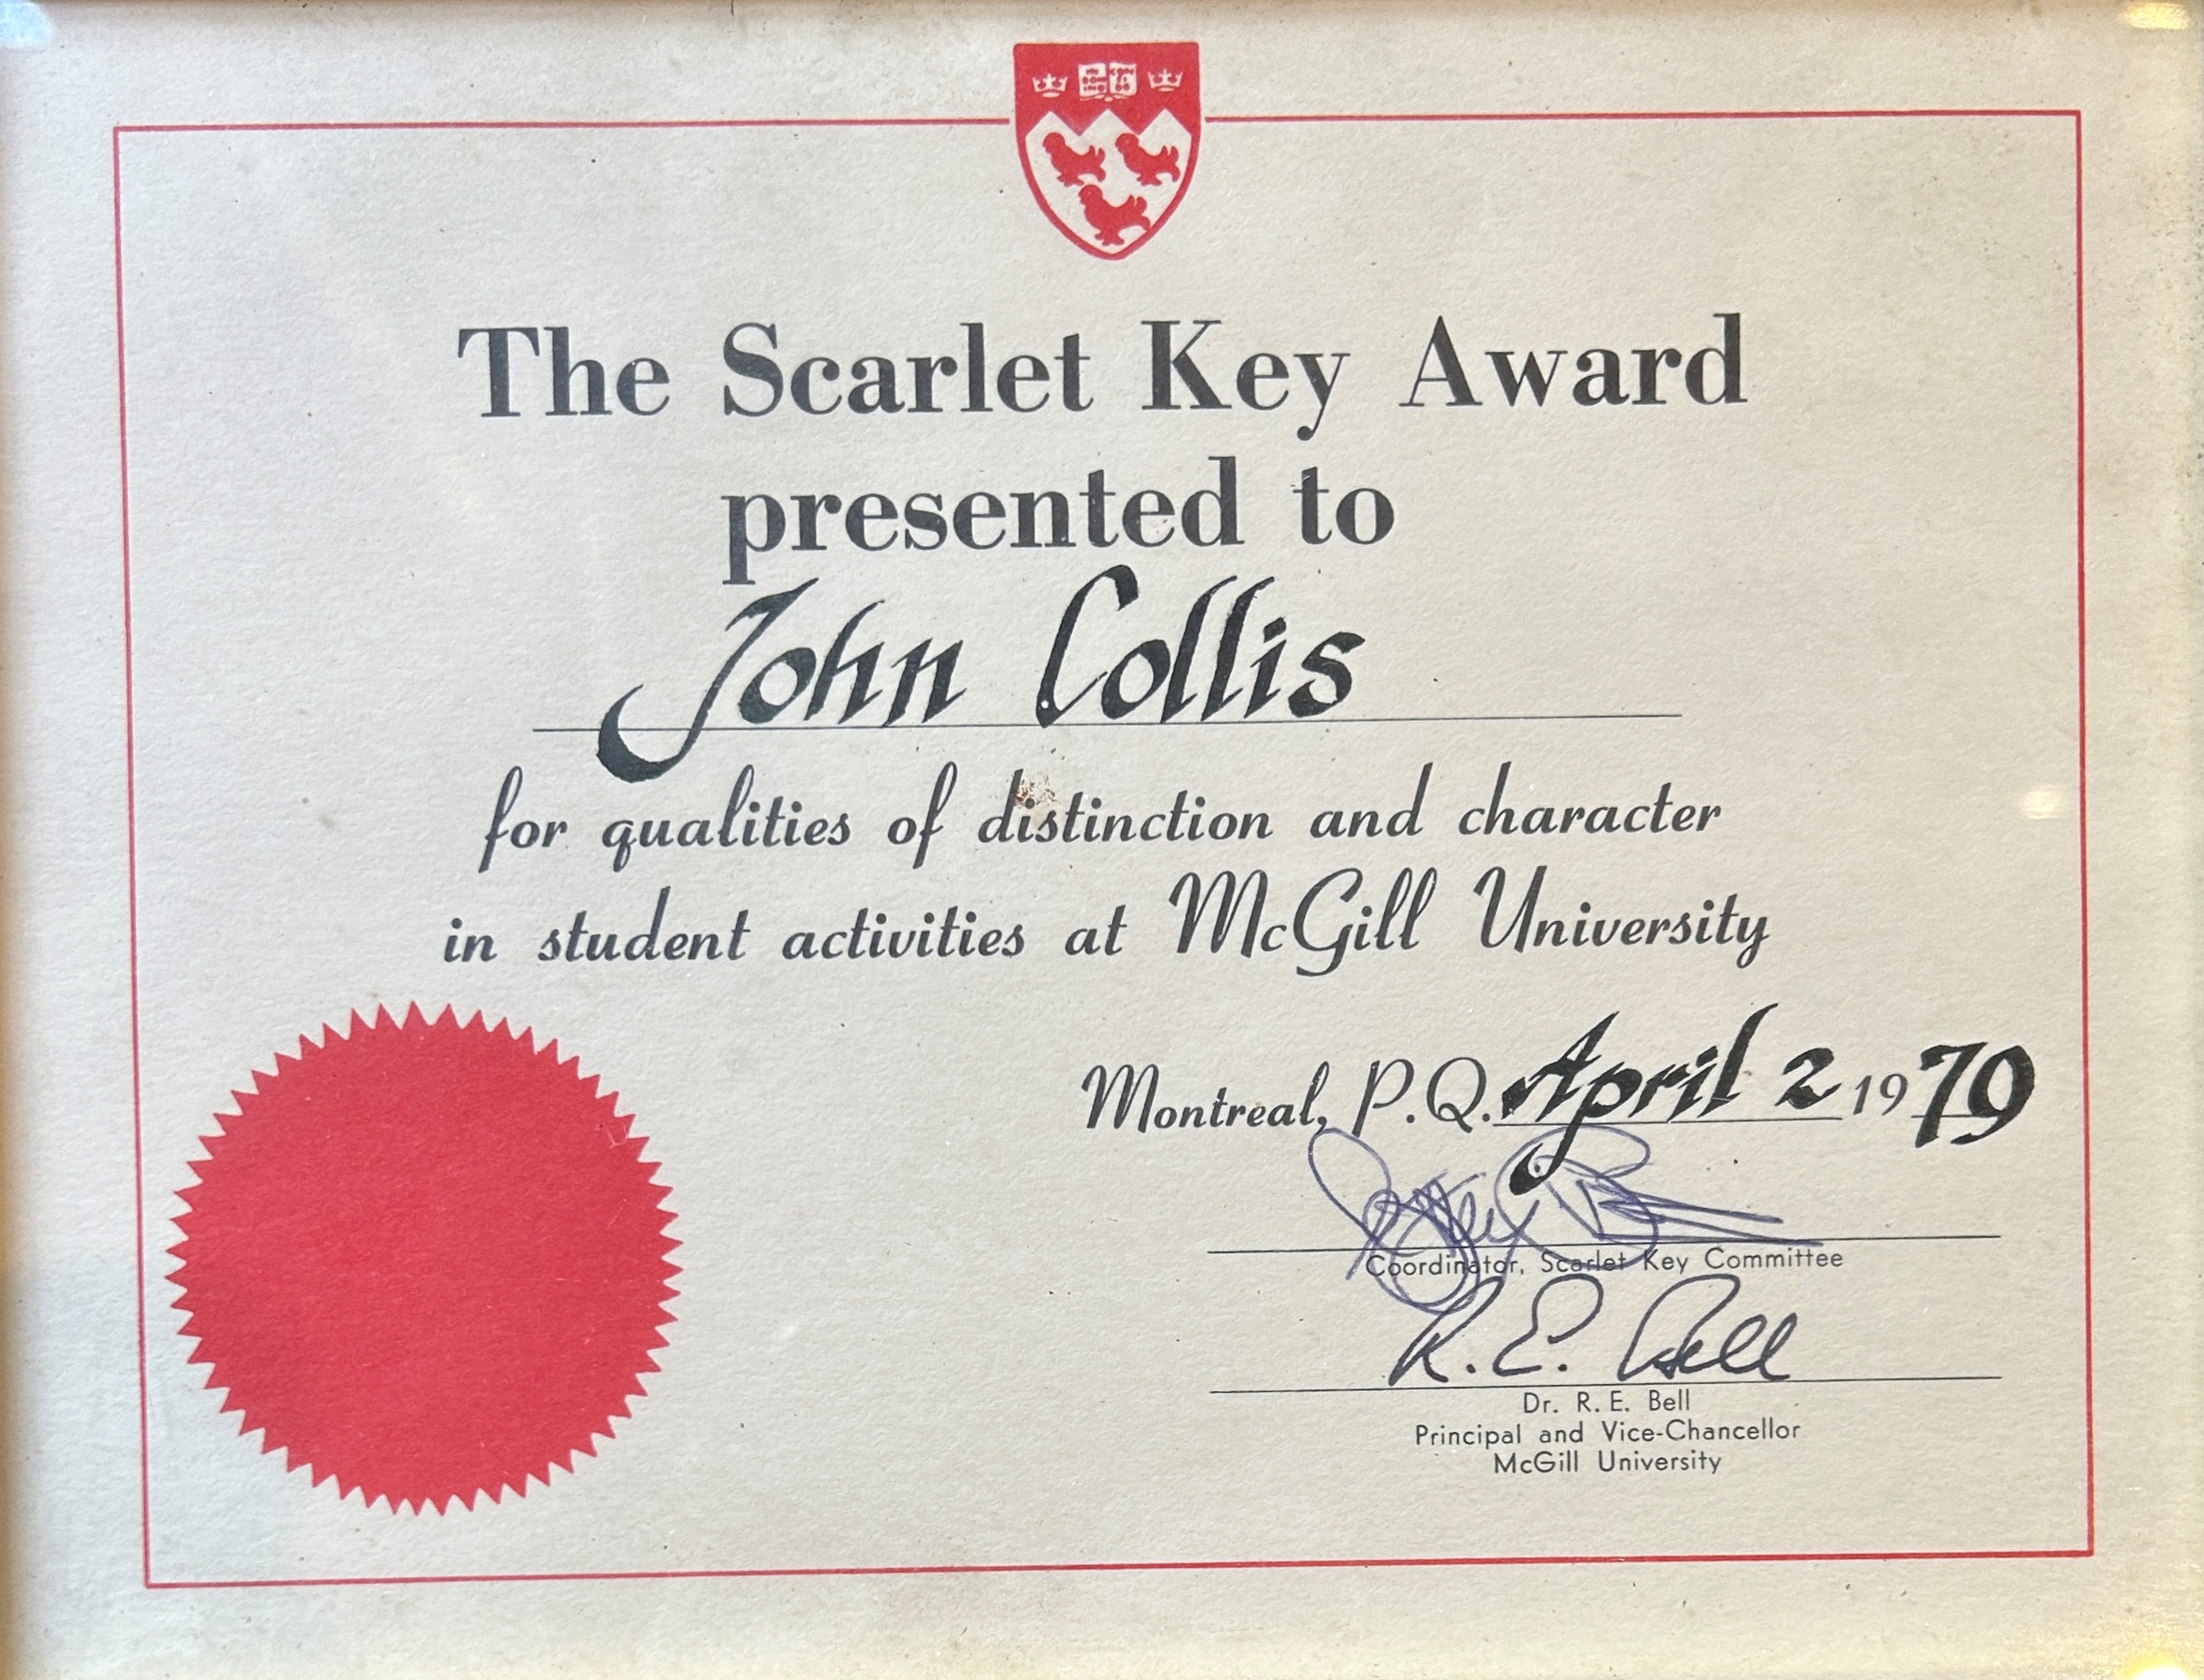 The Scarlet Key Award
presented to
John Collis
for qualities of distinction and character
in student activities at McGill University
Montreal, P.Q. April 2 1979
Coordinator, Scarlet Key Committee
R. E. Bell
Dr. R. E. Bell
Principal and Vice-Chancellor
McGill University